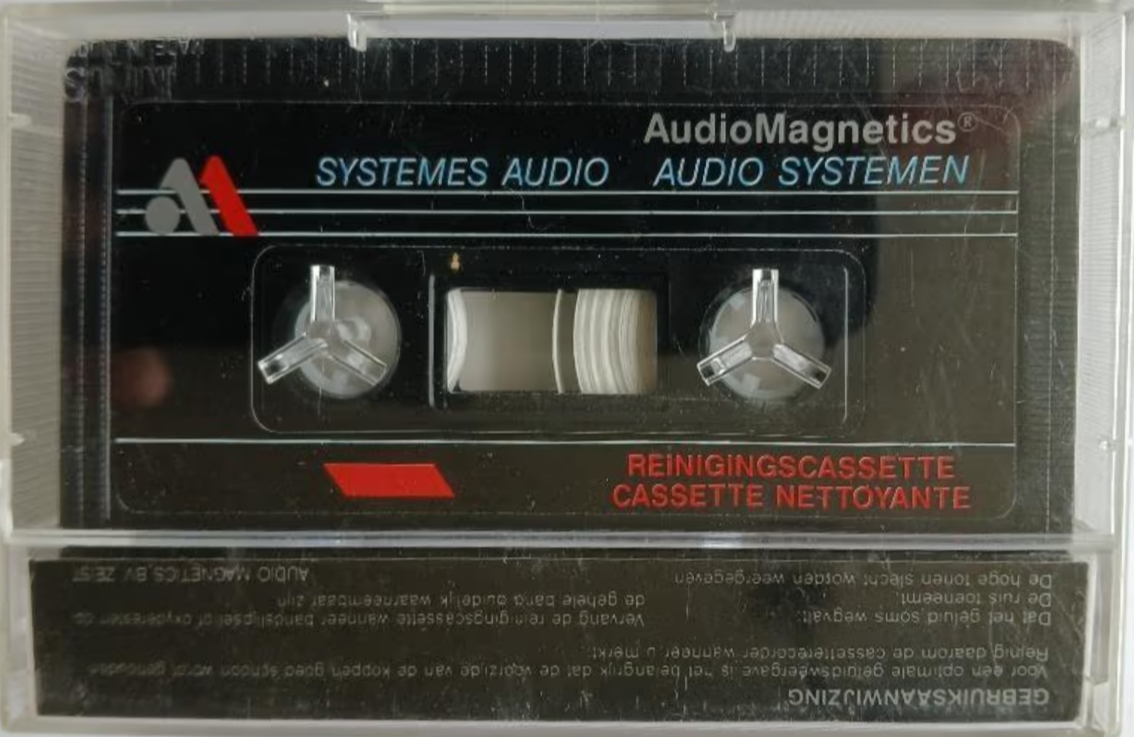 AudioMagnetics®
SYSTEMES AUDIO AUDIO SYSTEMEN
REINIGINGSCASSETTE
CASSETTE NETTOYANTE
GEBRUIKSAANWIJZING
Voor een optimale geluidsweergave is het belangrijk dat de voorzijde van de koppen goed schoon wordt gehouden
Reinig daarom de cassetterecorder wanneer u merkt:
Dat het geluid soms wegvalt.
De ruis toeneemt.
De hoge tonen slecht worden weergegeven
Vervang de reinigingscassette wanneer bandslijpsel of oxyderesten op
de gehele band duidelijk waarneembaar zijn
AUDIO MAGNETICS BV ZEIST